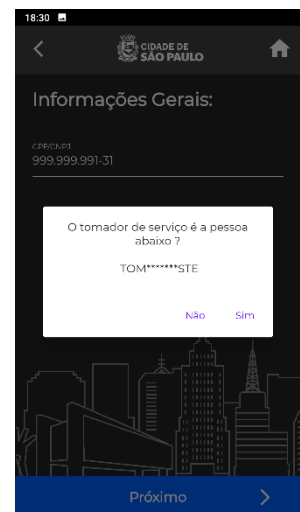 18:30
CIDADE DE
SÃO PAULO
Informações Gerais:
CPF/CNPJ
999.999.991-31
O tomador de serviço é a pessoa
abaixo ?
TOM*******STE
Não Sim
Próximo